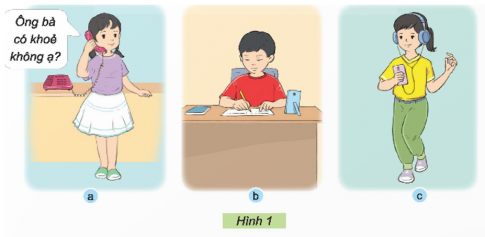 Ông bà
có khoẻ
không ạ?
a
b
c
Hình 1